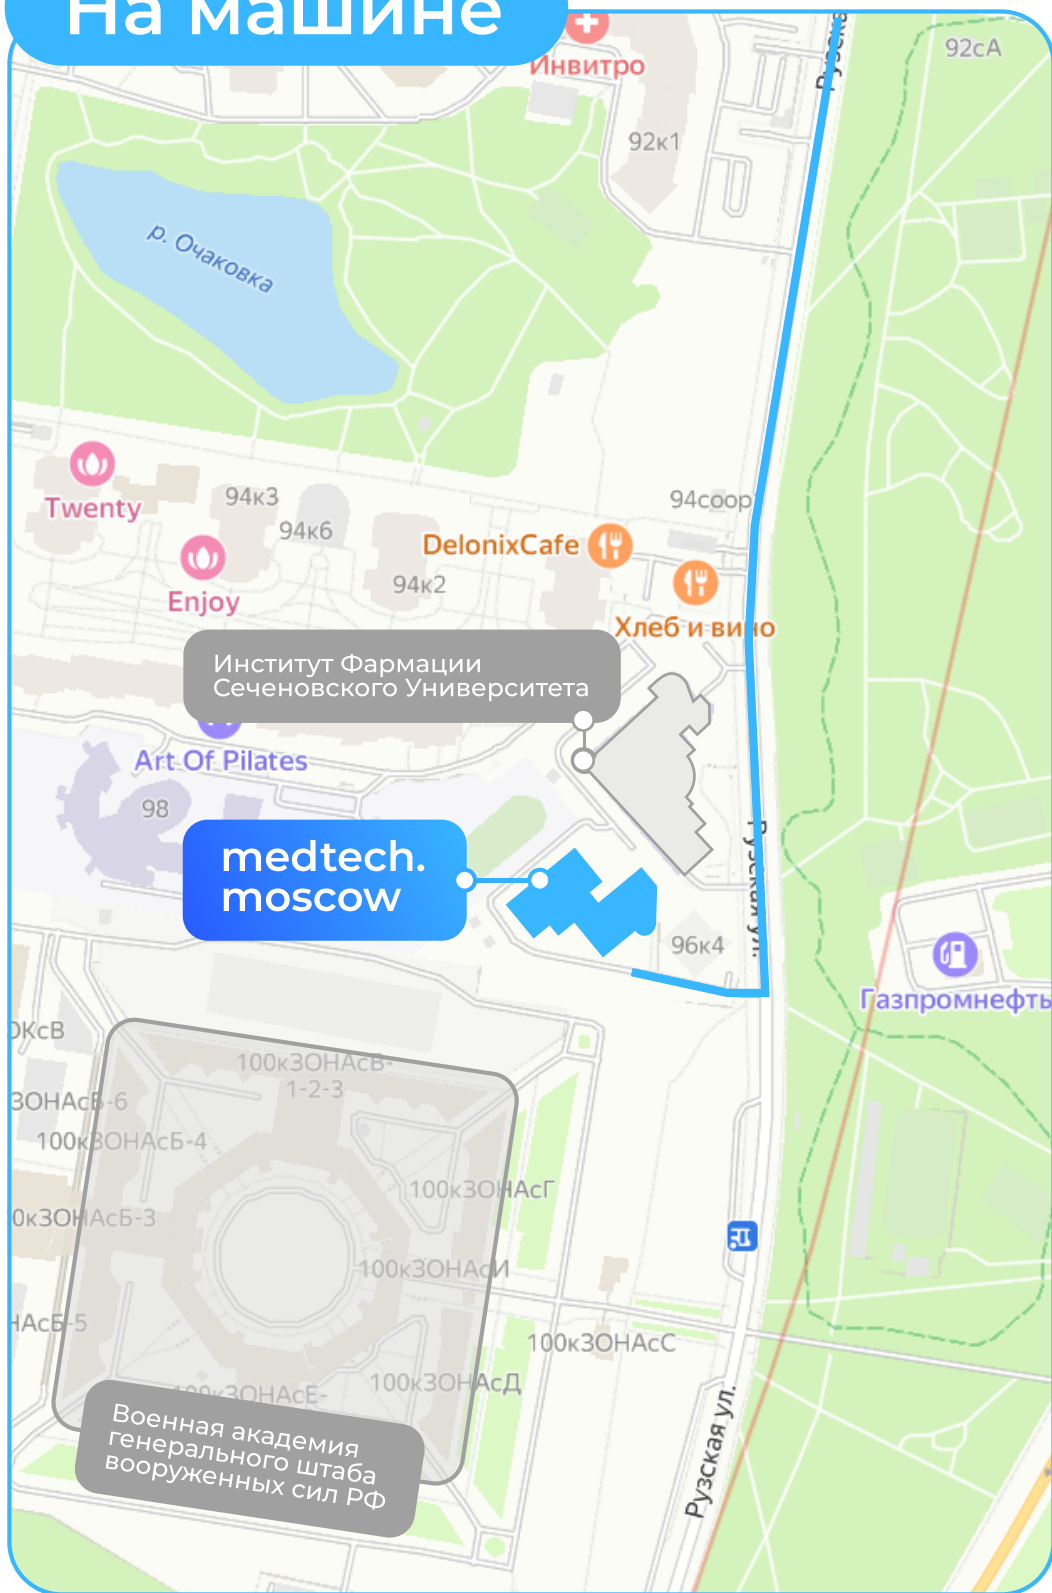 На машине
Инвитро
92сА
92к1
р. Очаковка
Twenty
94к3
94к6
94соор
DelonixCafe
94к2
Enjoy
Хлеб и вино
Институт Фармации
Сеченовского Университета
Art Of Pilates
98
medtech.
moscow
Рузская ул.
96к4
Газпромнефть
100кЗОНАсВ-
1-2-3
100кЗОНАсБ-4
100кЗОНАсГ
100кЗОНАсИ
100кЗОНАсС
100кЗОНАсД
100кЗОНАсЕ-
Рузская ул.
Военная академия
генерального штаба
вооруженных сил РФ